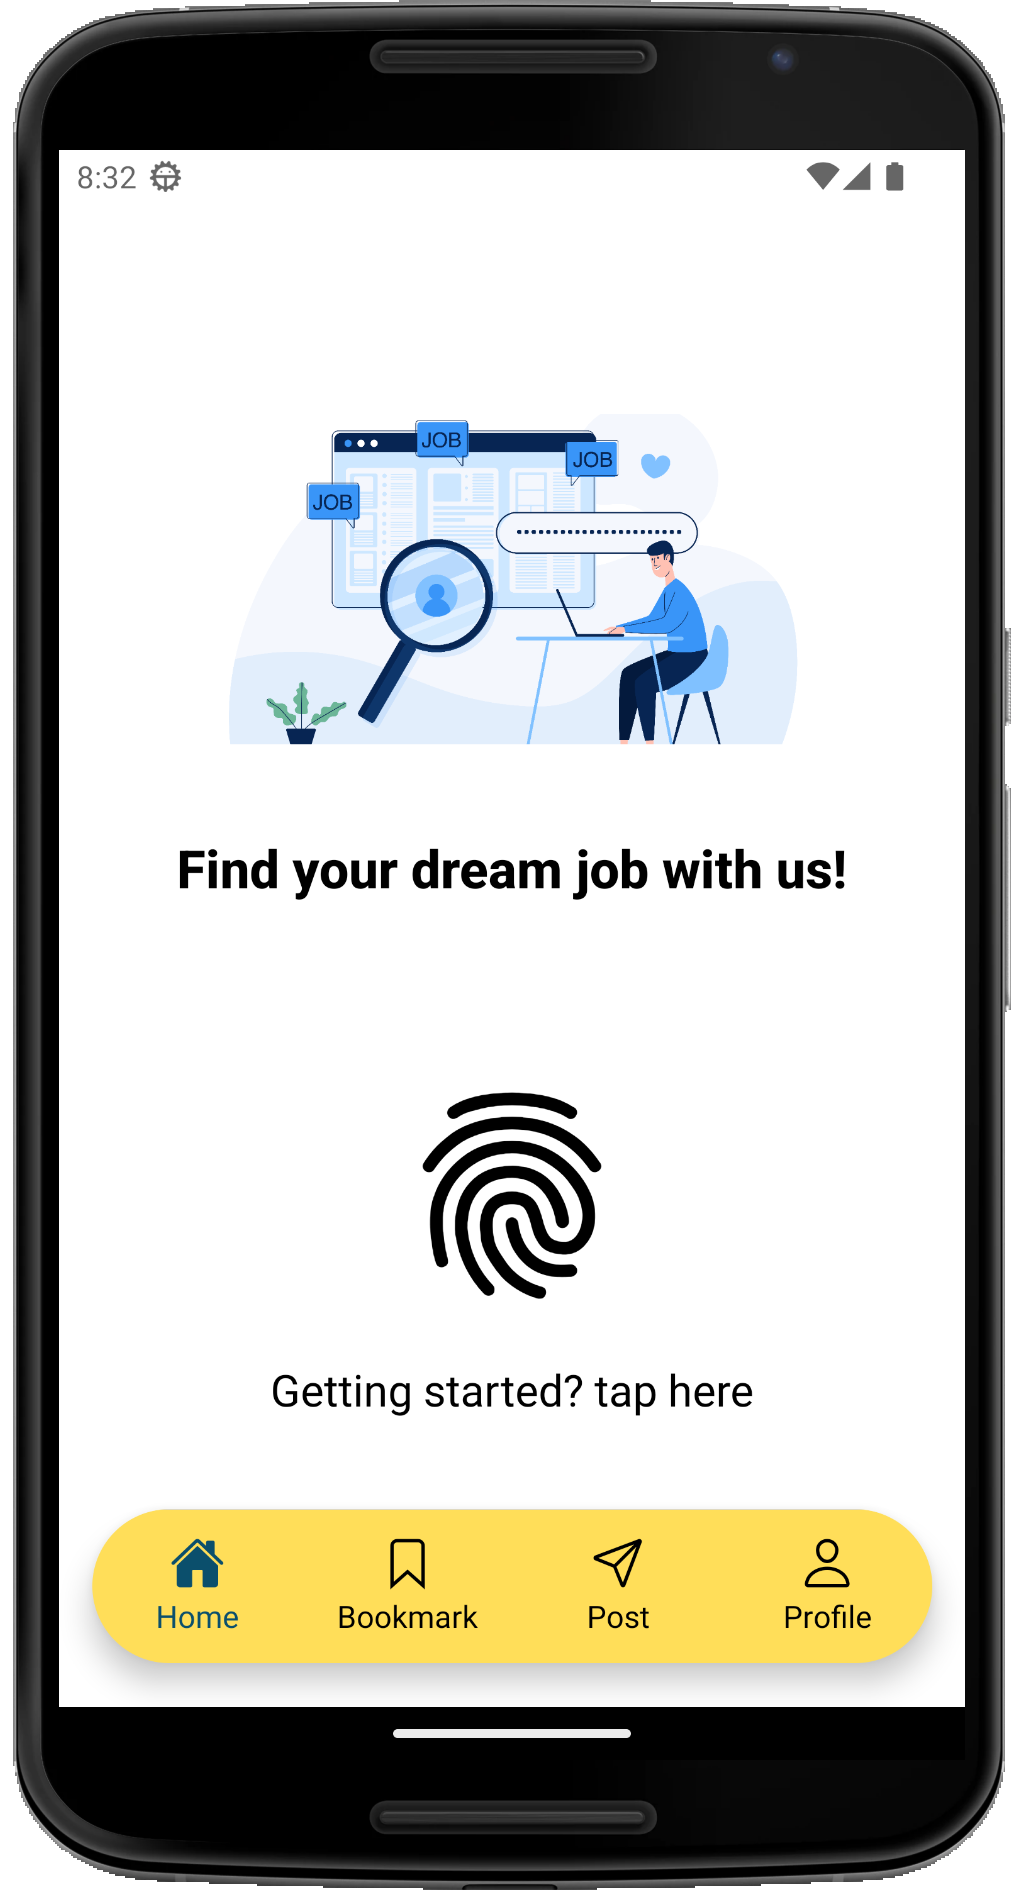 8:32
JOB
JOB
JOB
Find your dream job with us!
Getting started? tap here
Home
Bookmark
Post
Profile